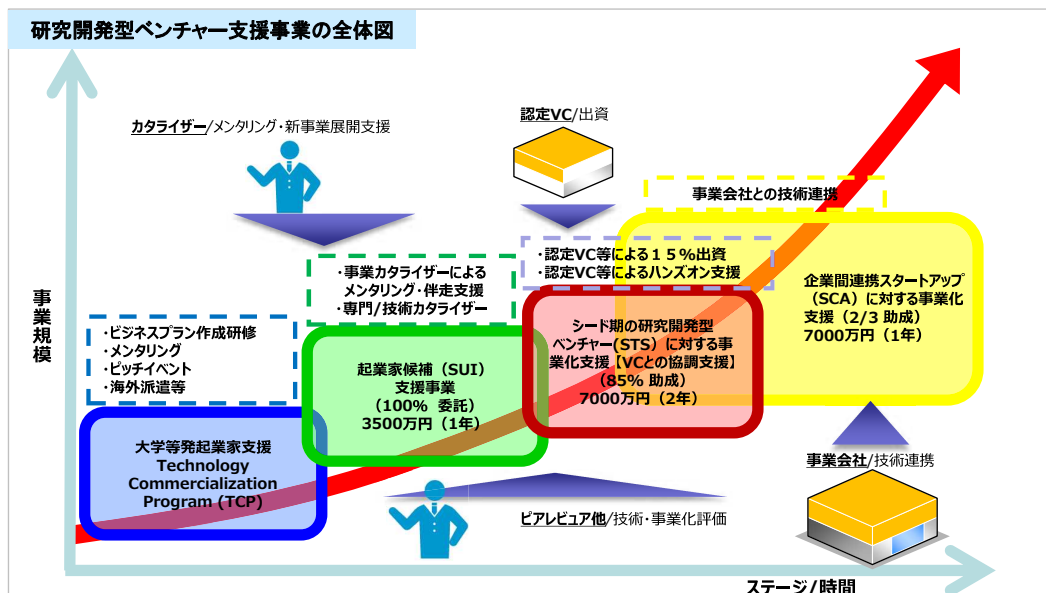 研究開発型ベンチャー支援事業の全体図
カタライザー/メンタリング・新事業展開支援
認定VC/出資
事業会社との技術連携
事業規模
・ビジネスプラン作成研修
・メンタリング
・ピッチイベント
・海外派遣等
・事業カタライザーによる
メンタリング・伴走支援
・専門/技術カタライザー
・認定VC等による１５％出資
・認定VC等によるハンズオン支援
大学等発起業家支援
Technology
Commercialization
Program (TCP)
起業家候補（SUI）
支援事業
（100% 委託）
3500万円（1年）
シード期の研究開発型
ベンチャー(STS）に対する事
業化支援【VCとの協調支援】
（85% 助成）
7000万円（2年）
企業間連携スタートアップ
（SCA）に対する事業化
支援（2/3 助成）
7000万円（1年）
ピアレビュア他/技術・事業化評価
事業会社/技術連携
ステージ/時間